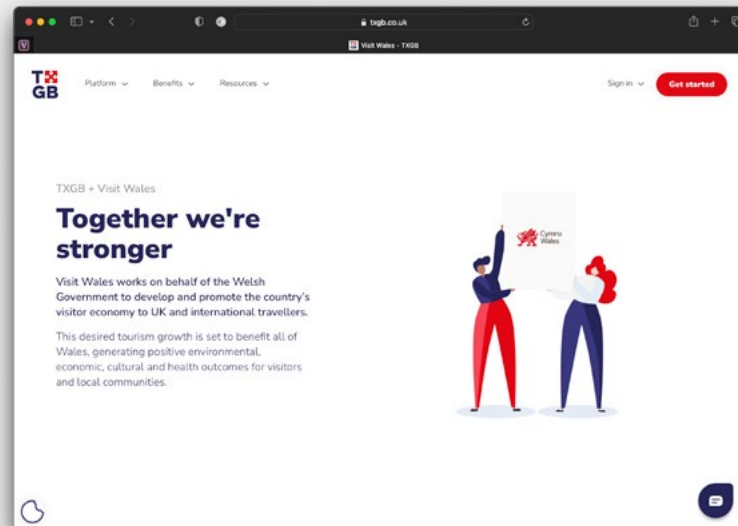 txgb.co.uk
Visit Wales - TXGB
TX
GB
Platform
Benefits
Resources
Sign in
Get started
TXGB + Visit Wales
Together we're
stronger
Visit Wales works on behalf of the Welsh
Government to develop and promote the country's
visitor economy to UK and international travellers.
This desired tourism growth is set to benefit all of
Wales, generating positive environmental,
economic, cultural and health outcomes for visitors
and local communities.
Cymru
Wales